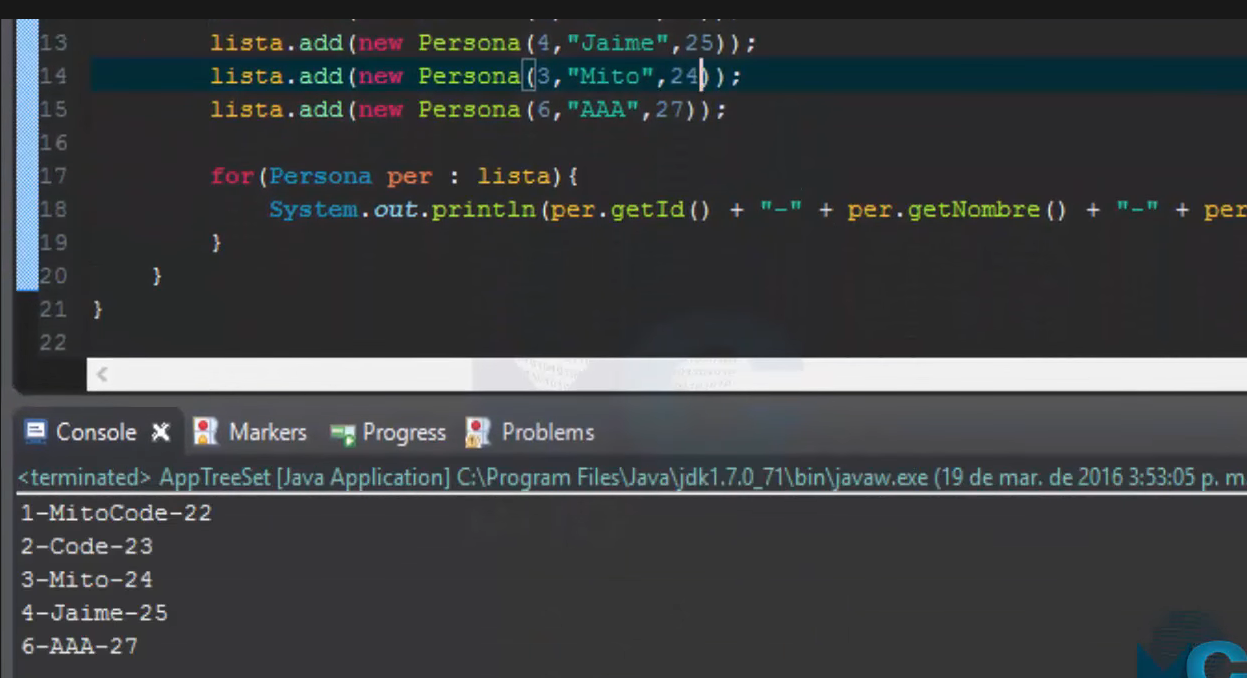 13 lista.add(new Persona(4,"Jaime",25));
14 lista.add(new Persona(3,"Mito",24));
15 lista.add(new Persona(6,"AAA",27));
16
17 for(Persona per : lista){
18 System.out.println(per.getId() + "-" + per.getNombre() + "-" + per
19 }
20 }
21 }
22
<
Console Markers Progress Problems
<terminated> AppTreeSet [Java Application] C:\Program Files\Java\jdk1.7.0_71\bin\javaw.exe (19 de mar. de 2016 3:53:05 p. m.
1-MitoCode-22
2-Code-23
3-Mito-24
4-Jaime-25
6-AAA-27